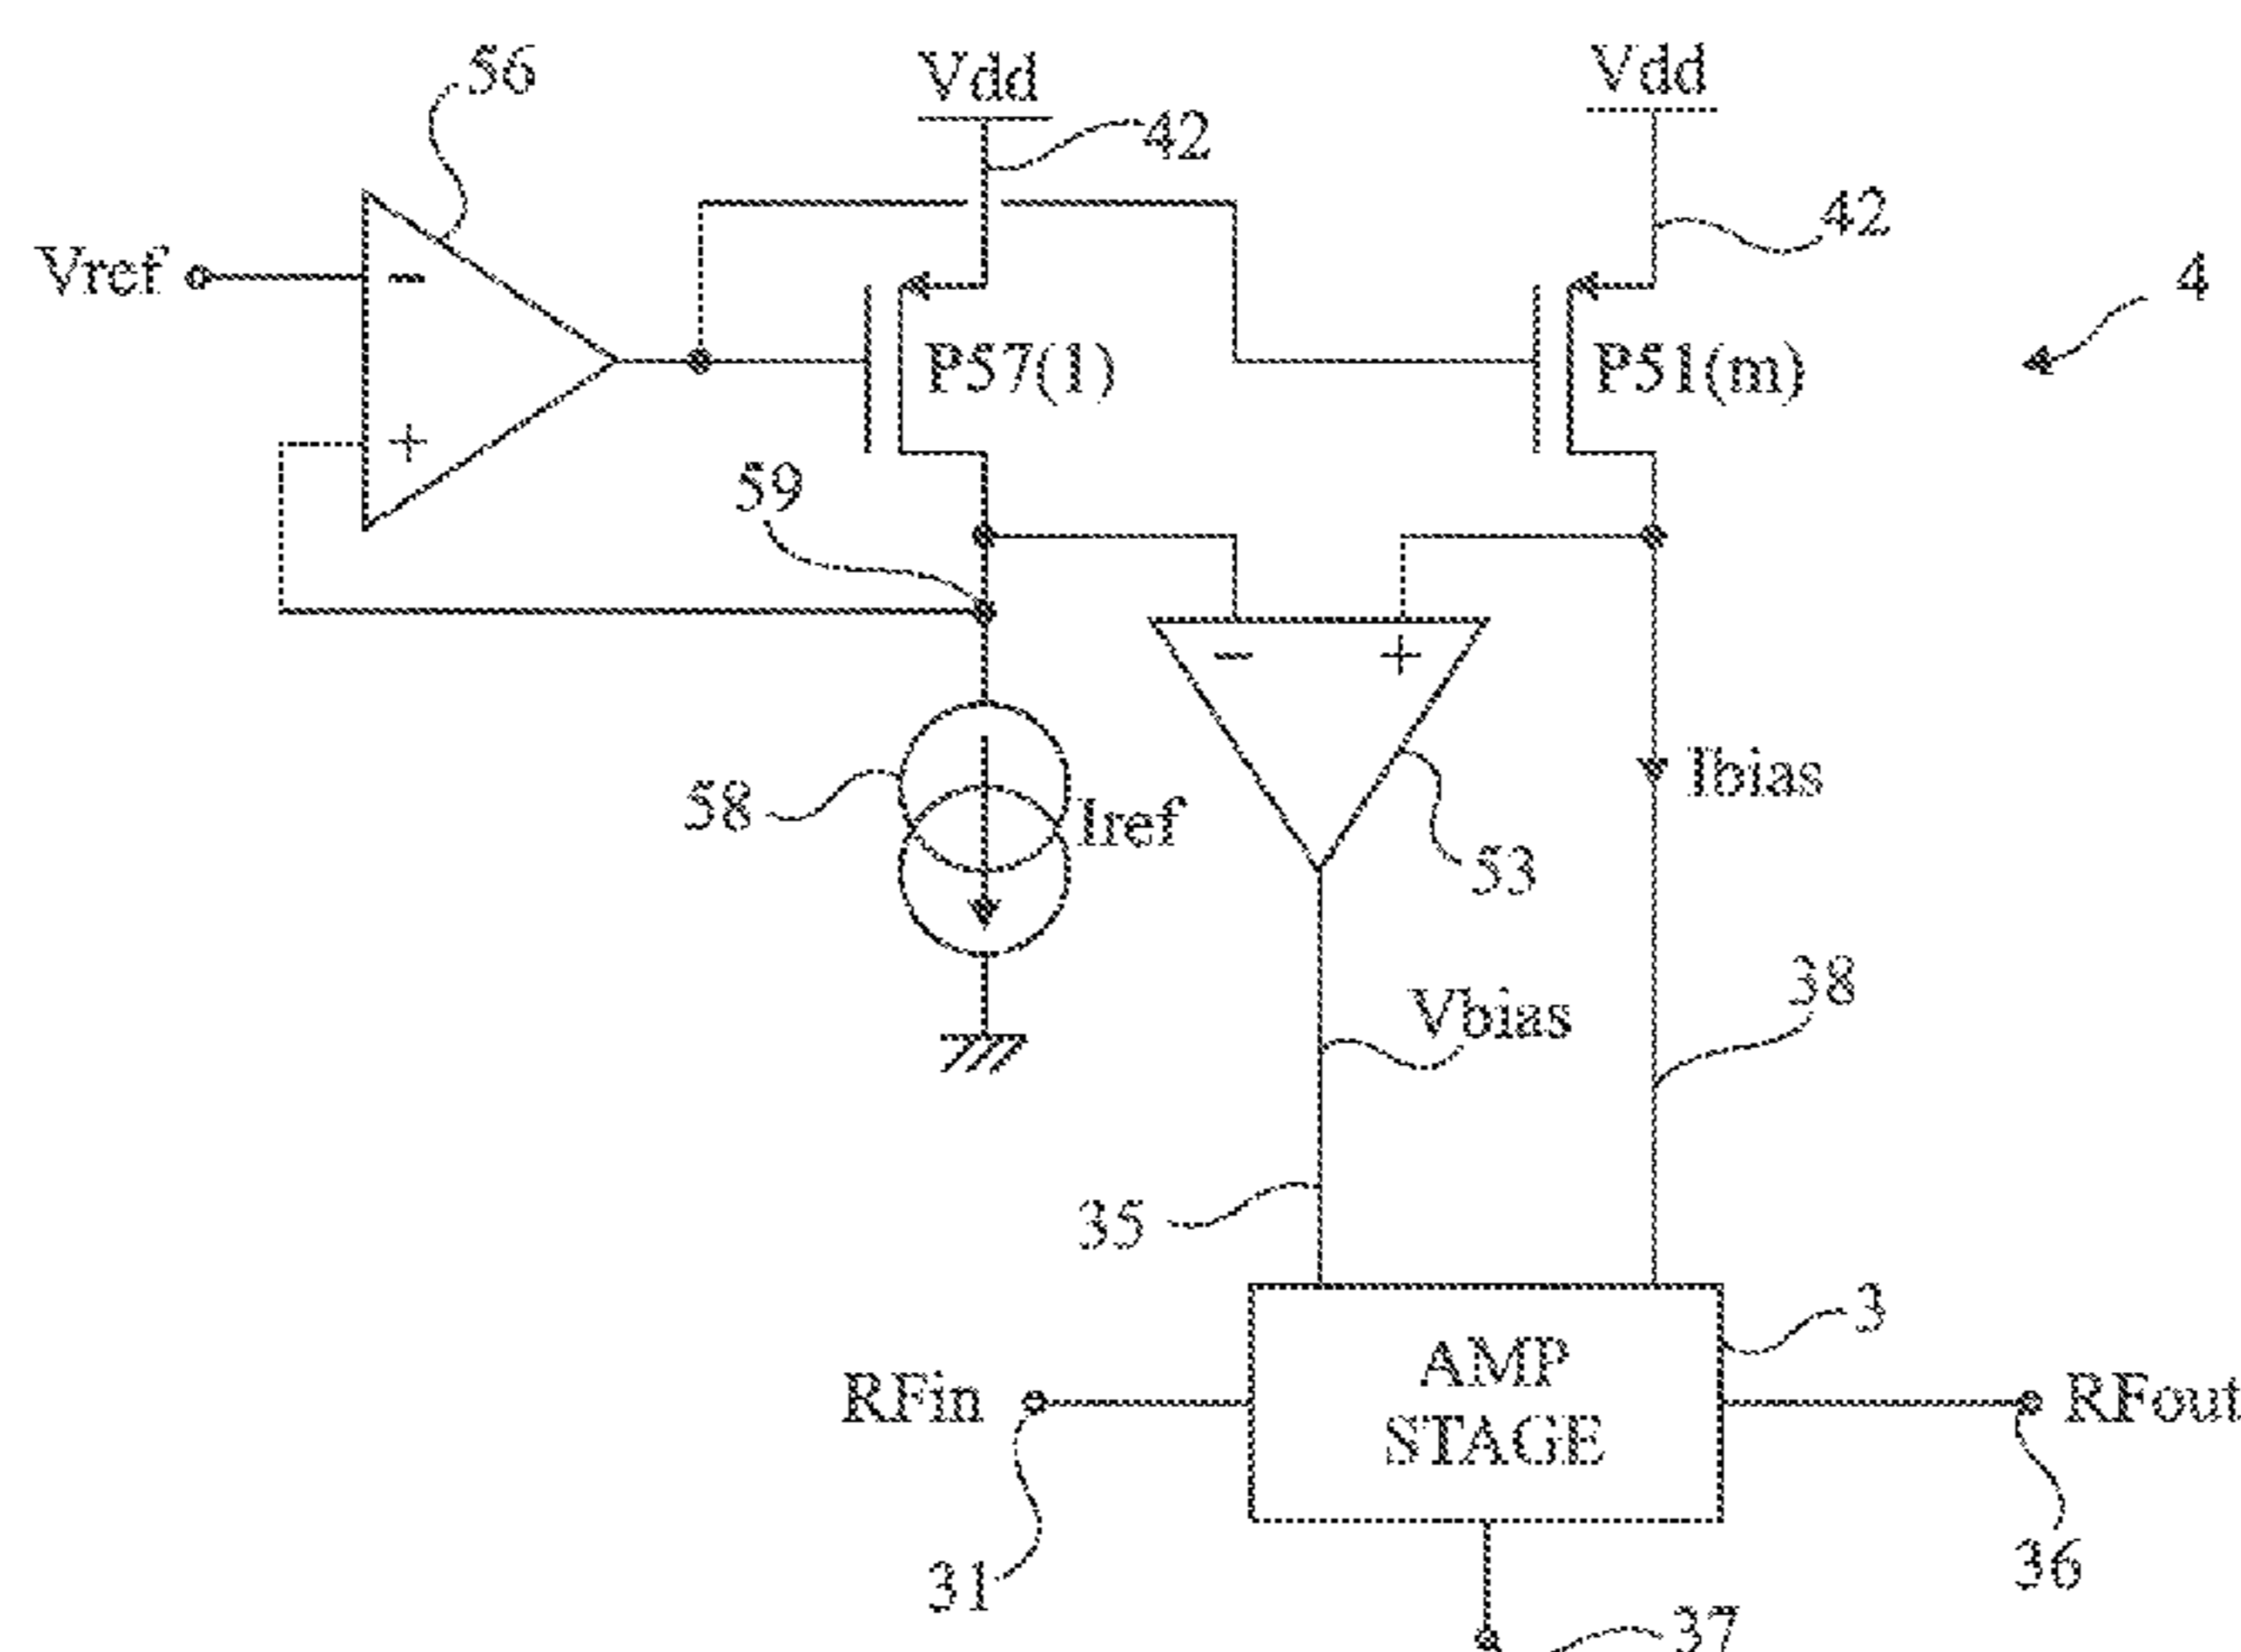 56
Vdd
Vdd
42
42
Vref
−
4
P57(1)
P51(m)
+
59
− +
58
Iref
Ibias
53
38
Vbias
35
3
AMP
STAGE
RFin
RFout
31
36
37